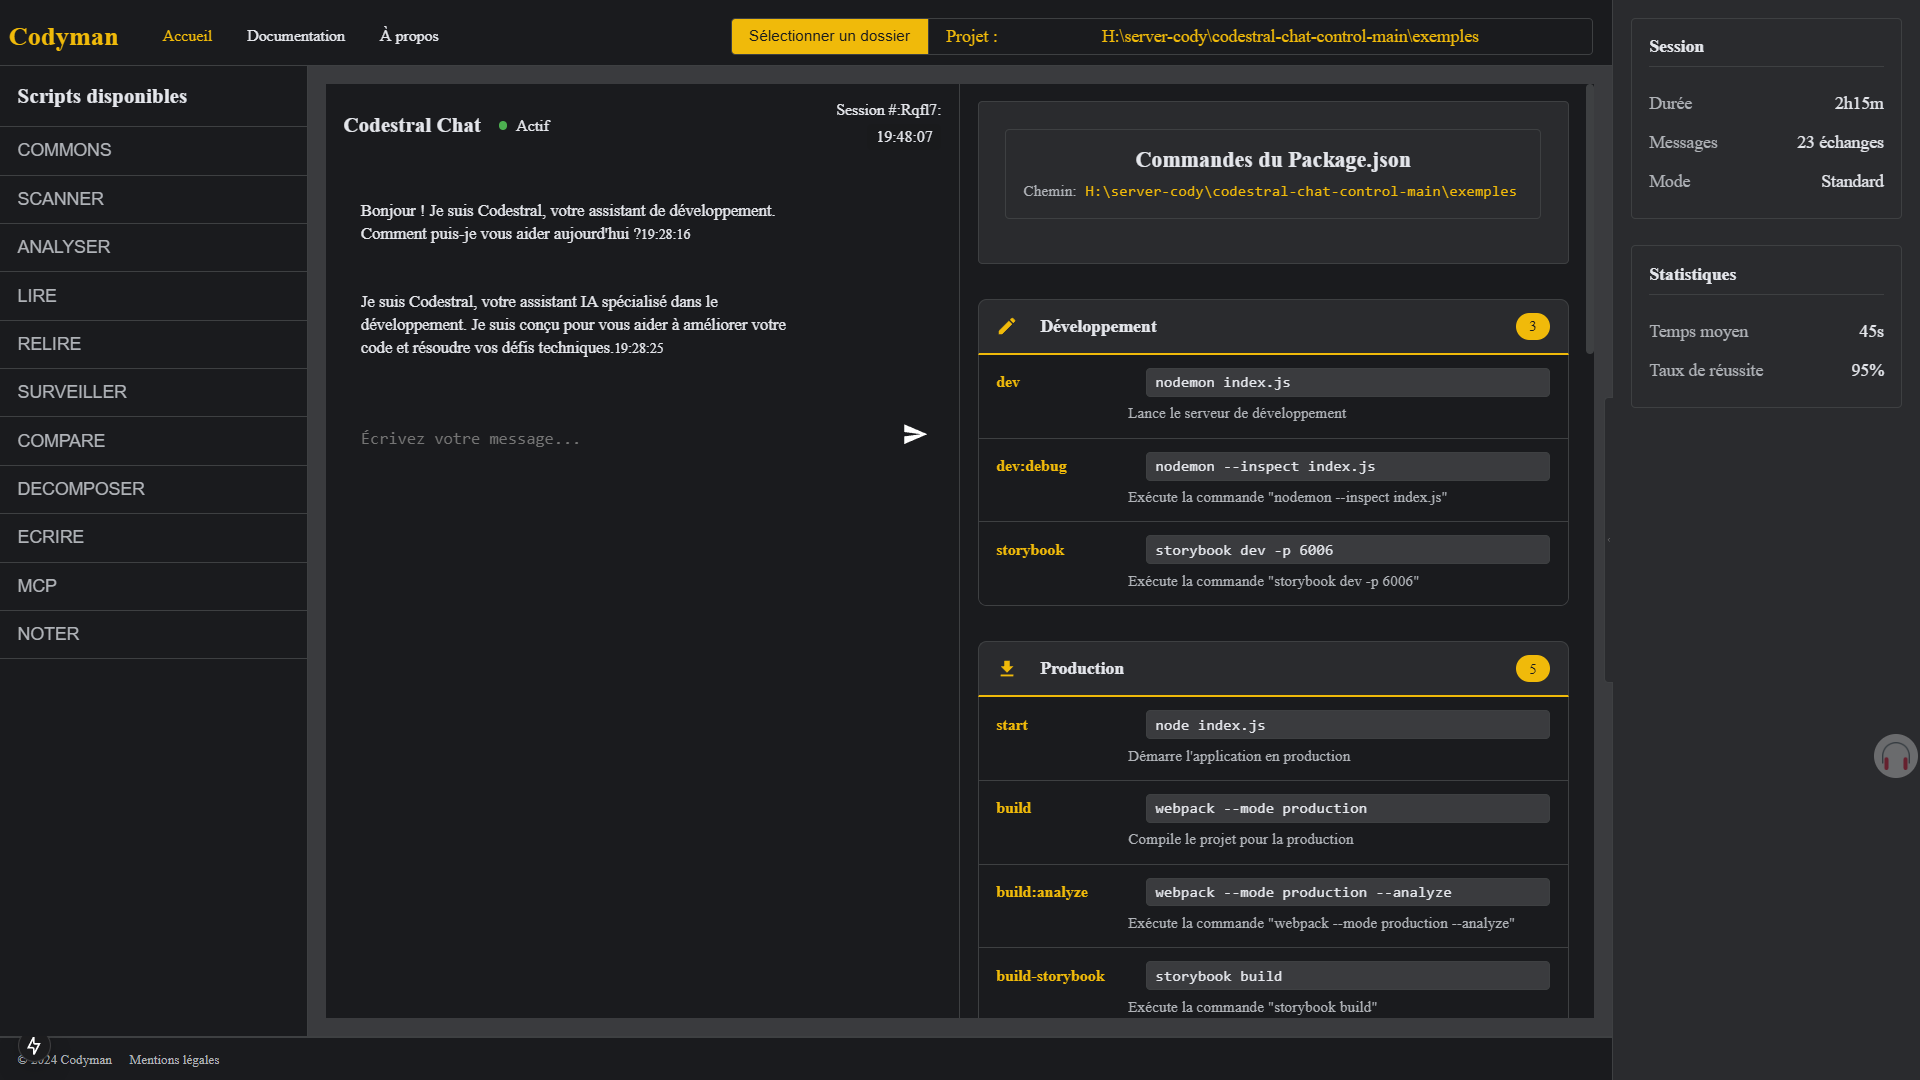 Codyman
Accueil
Documentation
À propos
Sélectionner un dossier
Projet :
H:\server-cody\codestral-chat-control-main\exemples
Scripts disponibles
COMMONS
SCANNER
ANALYSER
LIRE
RELIRE
SURVEILLER
COMPARE
DECOMPOSER
ECRIRE
MCP
NOTER
Codestral Chat
Actif
Session #:Rqfl7:
19:48:07
Bonjour ! Je suis Codestral, votre assistant de développement.
Comment puis-je vous aider aujourd'hui ?19:28:16
Je suis Codestral, votre assistant IA spécialisé dans le
développement. Je suis conçu pour vous aider à améliorer votre
code et résoudre vos défis techniques.19:28:25
Écrivez votre message...
Commandes du Package.json
Chemin: H:\server-cody\codestral-chat-control-main\exemples
Développement
3
dev
nodemon index.js
Lance le serveur de développement
dev:debug
nodemon --inspect index.js
Exécute la commande "nodemon --inspect index.js"
storybook
storybook dev -p 6006
Exécute la commande "storybook dev -p 6006"
Production
5
start
node index.js
Démarre l'application en production
build
webpack --mode production
Compile le projet pour la production
build:analyze
webpack --mode production --analyze
Exécute la commande "webpack --mode production --analyze"
build-storybook
storybook build
Exécute la commande "storybook build"
Session
Durée
2h15m
Messages
23 échanges
Mode
Standard
Statistiques
Temps moyen
45s
Taux de réussite
95%
© 2024 Codyman
Mentions légales